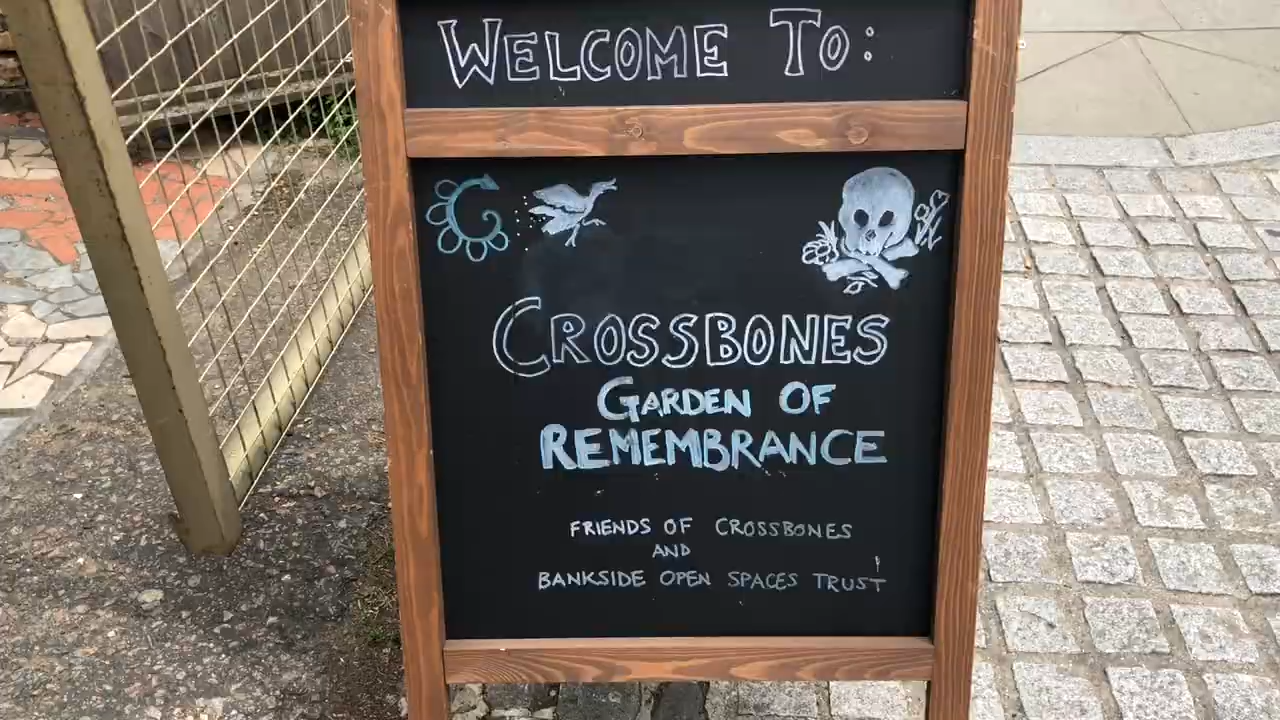 WELCOME TO:
CROSSBONES
GARDEN OF
REMEMBRANCE
FRIENDS OF CROSSBONES
AND
BANKSIDE OPEN SPACES TRUST